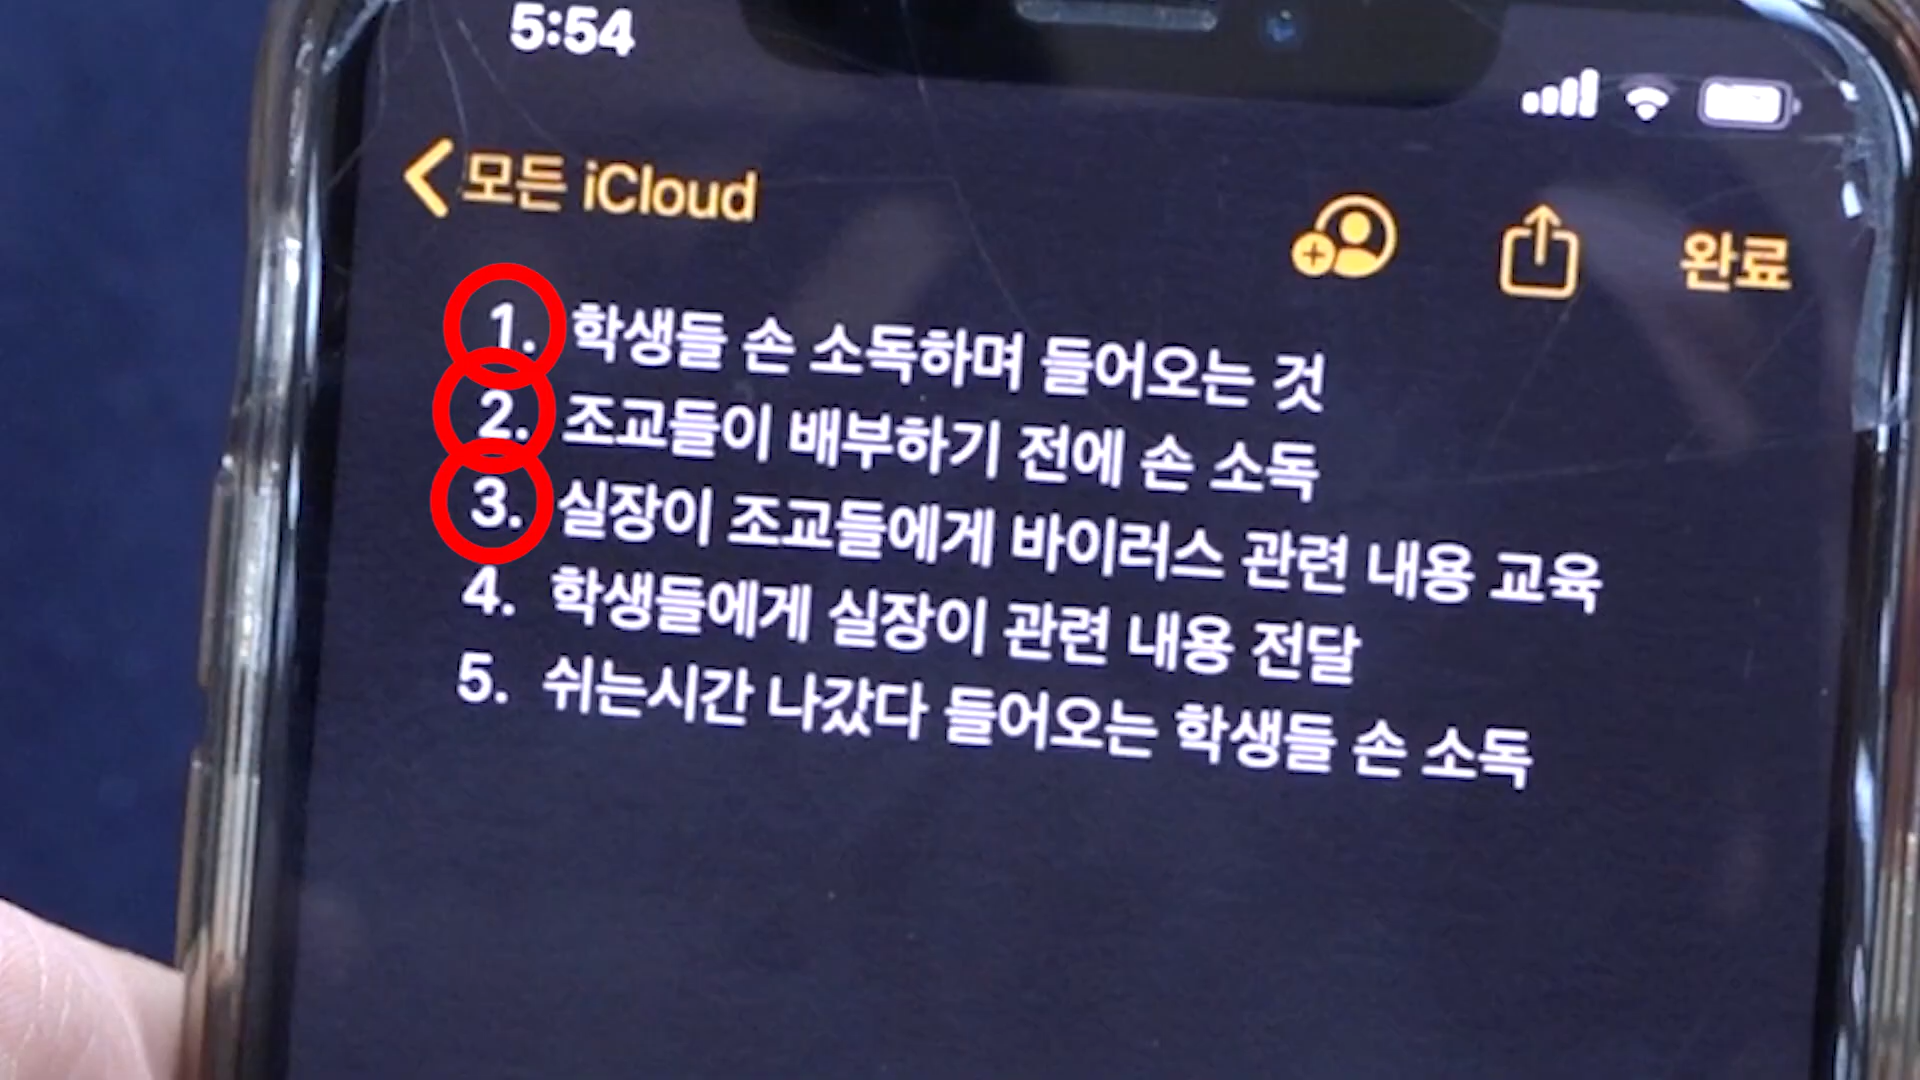 5:54
모든 iCloud
완료
1. 학생들 손 소독하며 들어오는 것
2. 조교들이 배부하기 전에 손 소독
3. 실장이 조교들에게 바이러스 관련 내용 교육
4. 학생들에게 실장이 관련 내용 전달
5. 쉬는시간 나갔다 들어오는 학생들 손 소독